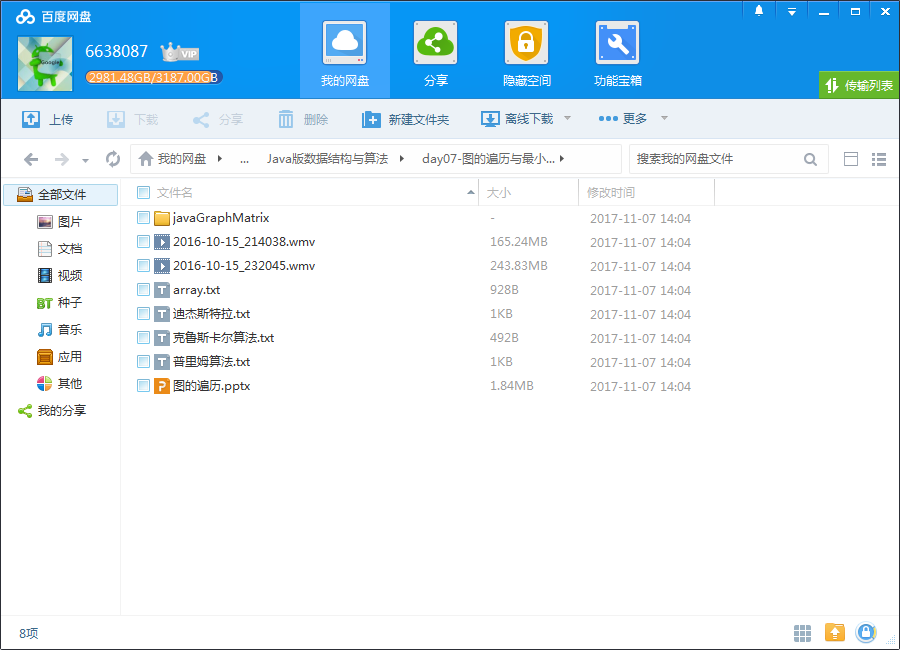 百度网盘
6638087 VIP
2981.48GB/3187.00GB
我的网盘 分享 隐藏空间 功能宝箱
传输列表
上传 下载 分享 删除 新建文件夹 离线下载 更多
我的网盘 ... Java版数据结构与算法 day07-图的遍历与最小... 搜索我的网盘文件
全部文件
图片
文档
视频
BT 种子
音乐
应用
其他
我的分享
文件名 大小 修改时间
javaGraphMatrix - 2017-11-07 14:04
2016-10-15_214038.wmv 165.24MB 2017-11-07 14:04
2016-10-15_232045.wmv 243.83MB 2017-11-07 14:04
array.txt 928B 2017-11-07 14:04
迪杰斯特拉.txt 1KB 2017-11-07 14:04
克鲁斯卡尔算法.txt 492B 2017-11-07 14:04
普里姆算法.txt 1KB 2017-11-07 14:04
图的遍历.pptx 1.84MB 2017-11-07 14:04
8项